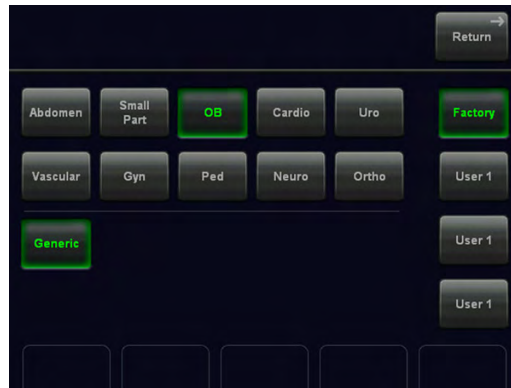 Return
Abdomen
Small
Part
OB
Cardio
Uro
Factory
Vascular
Gyn
Ped
Neuro
Ortho
User 1
Generic
User 1
User 1